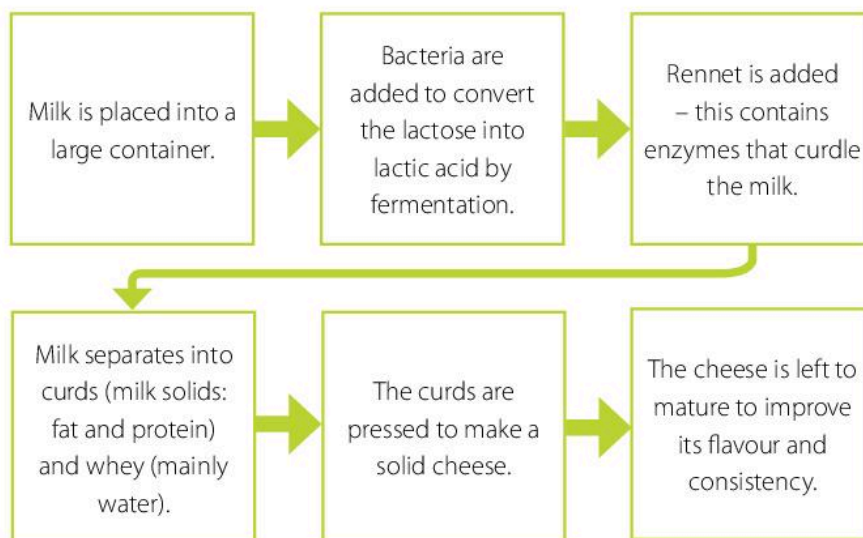 Milk is placed into a
large container.
Bacteria are
added to convert
the lactose into
lactic acid by
fermentation.
Rennet is added
– this contains
enzymes that curdle
the milk.
Milk separates into
curds (milk solids:
fat and protein)
and whey (mainly
water).
The curds are
pressed to make a
solid cheese.
The cheese is left to
mature to improve
its flavour and
consistency.